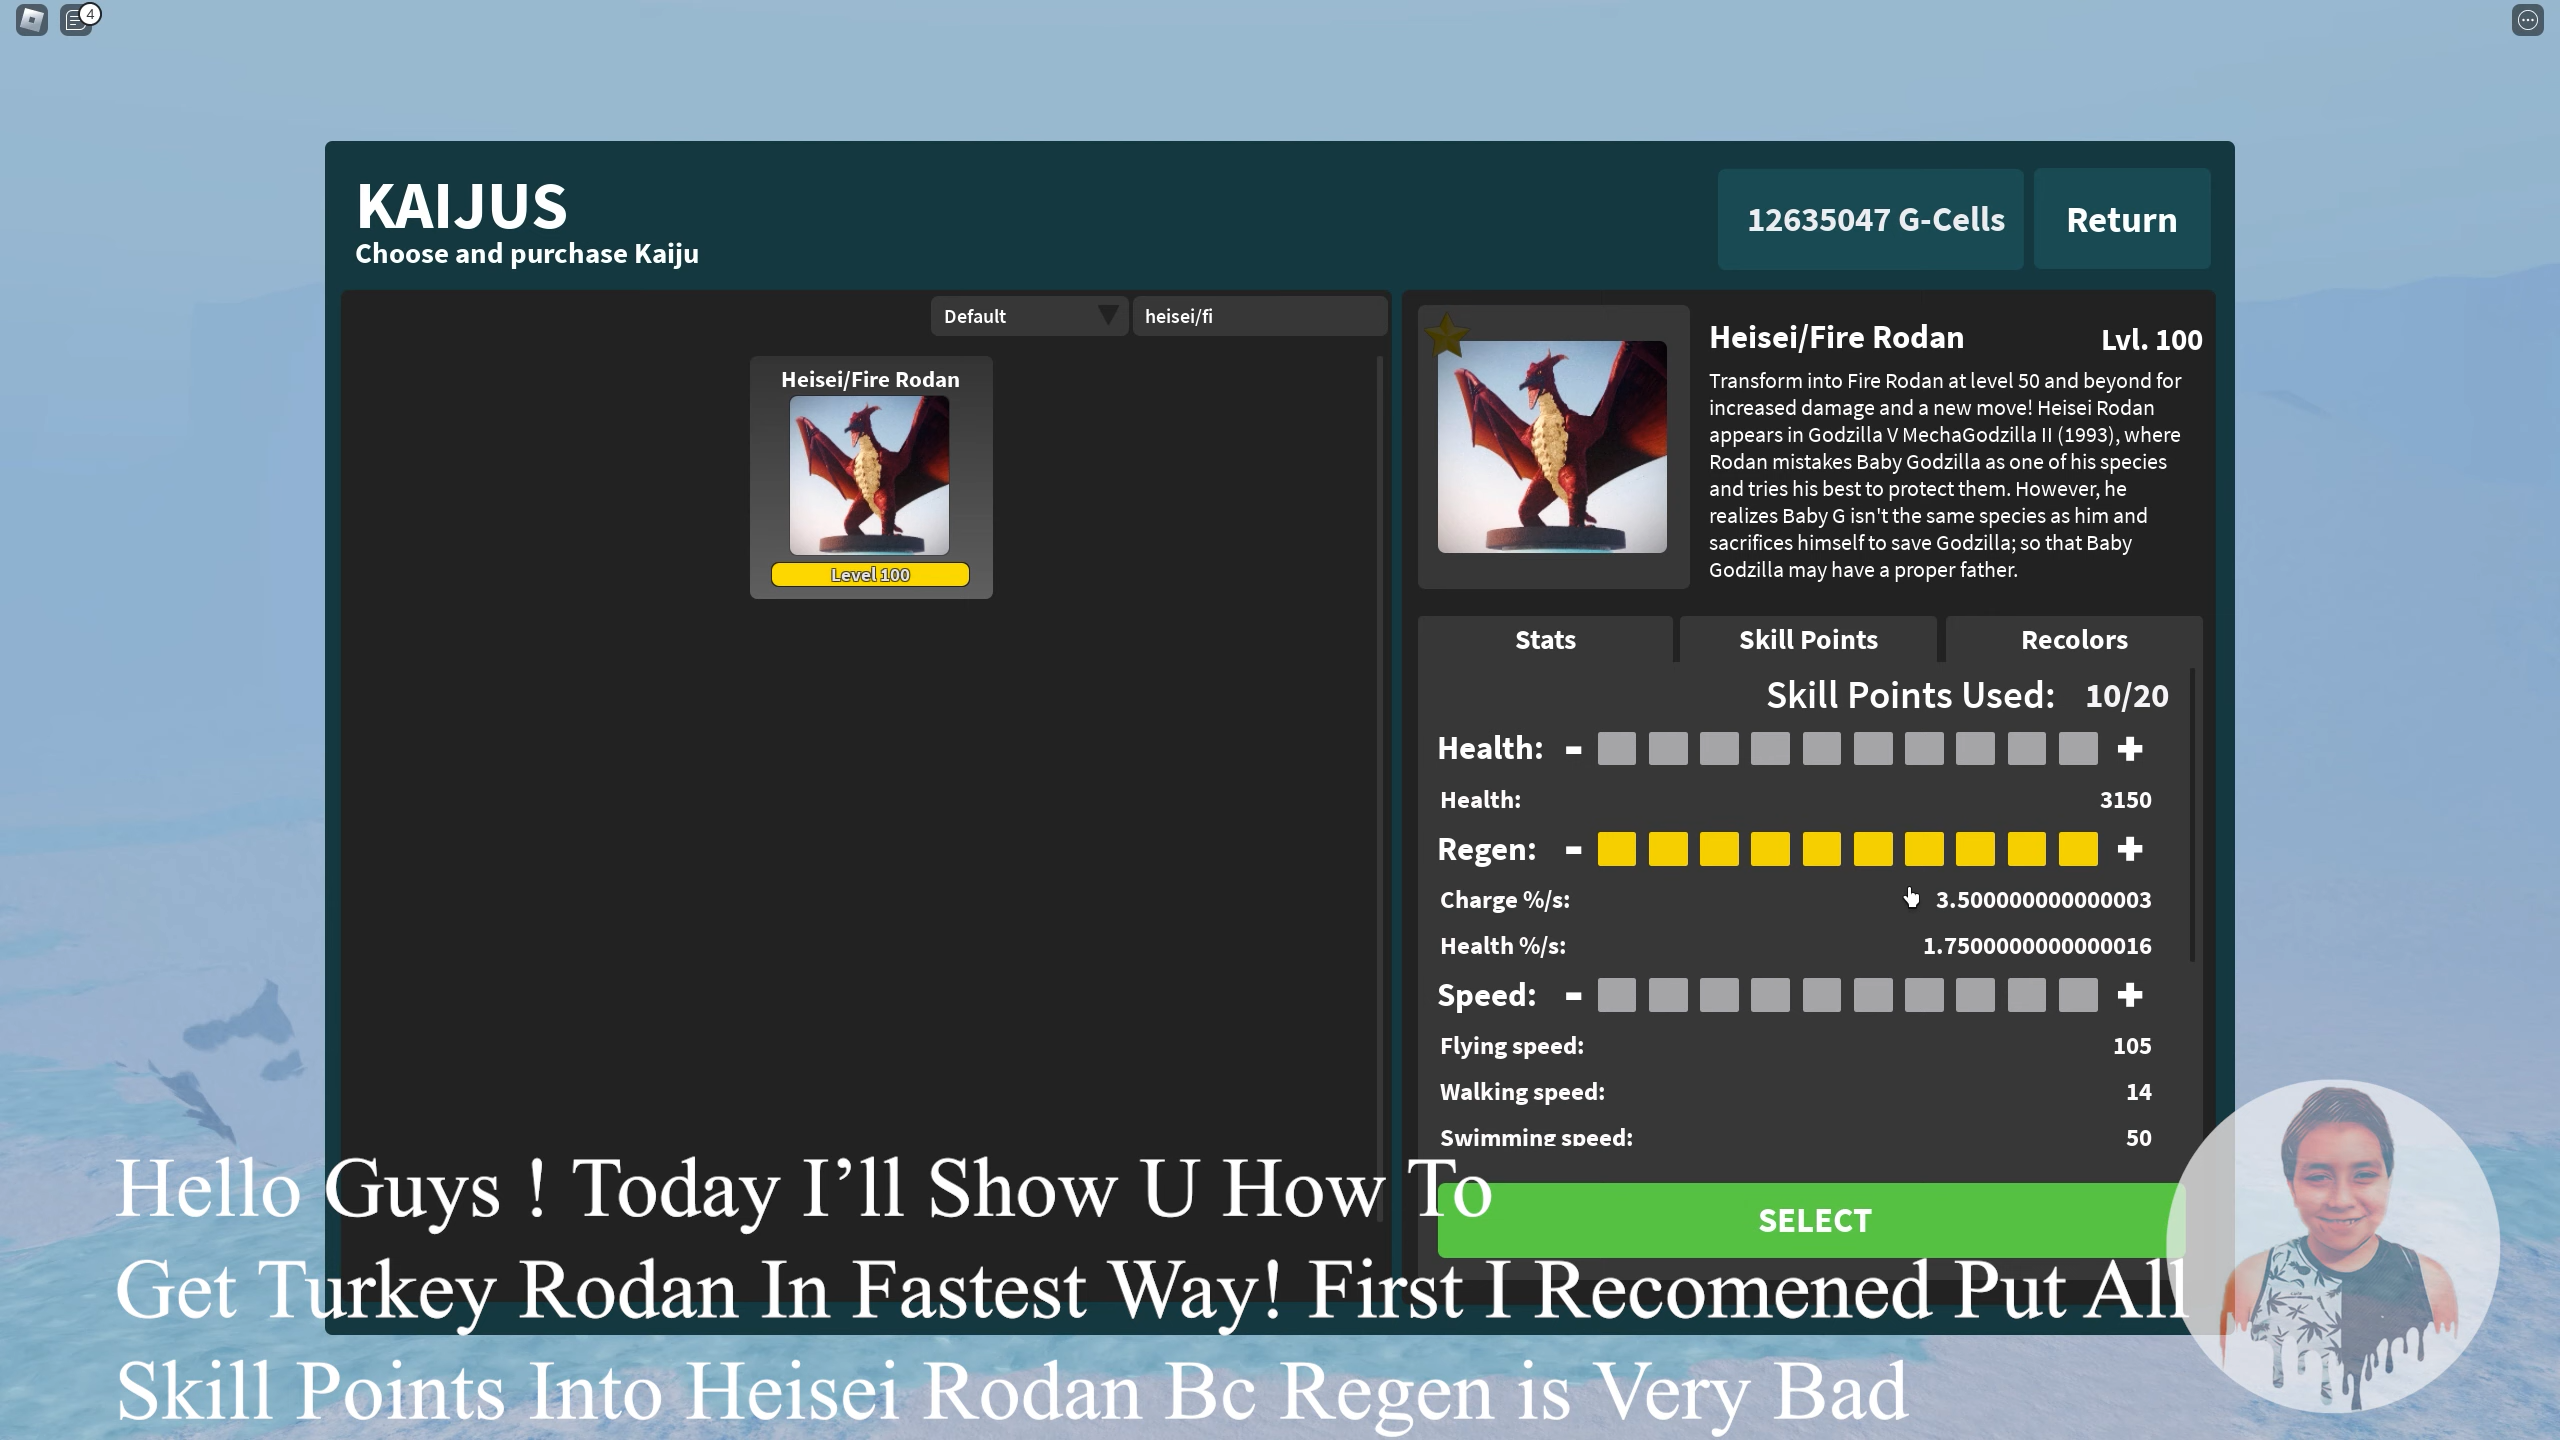 4
KAIJUS
Choose and purchase Kaiju
12635047 G-Cells
Return
Default
heisei/fi
Heisei/Fire Rodan
Level 100
Heisei/Fire Rodan
Lvl. 100
Transform into Fire Rodan at level 50 and beyond for
increased damage and a new move! Heisei Rodan
appears in Godzilla V MechaGodzilla II (1993), where
Rodan mistakes Baby Godzilla as one of his species
and tries his best to protect them. However, he
realizes Baby G isn't the same species as him and
sacrifices himself to save Godzilla; so that Baby
Godzilla may have a proper father.
Stats
Skill Points
Recolors
Skill Points Used: 10/20
Health: - +
Health: 3150
Regen: - +
Charge %/s: 3.500000000000003
Health %/s: 1.7500000000000016
Speed: - +
Flying speed: 105
Walking speed: 14
Swimming speed: 50
SELECT
Hello Guys ! Today I’ll Show U How To
Get Turkey Rodan In Fastest Way! First I Recomened Put All
Skill Points Into Heisei Rodan Bc Regen is Very Bad